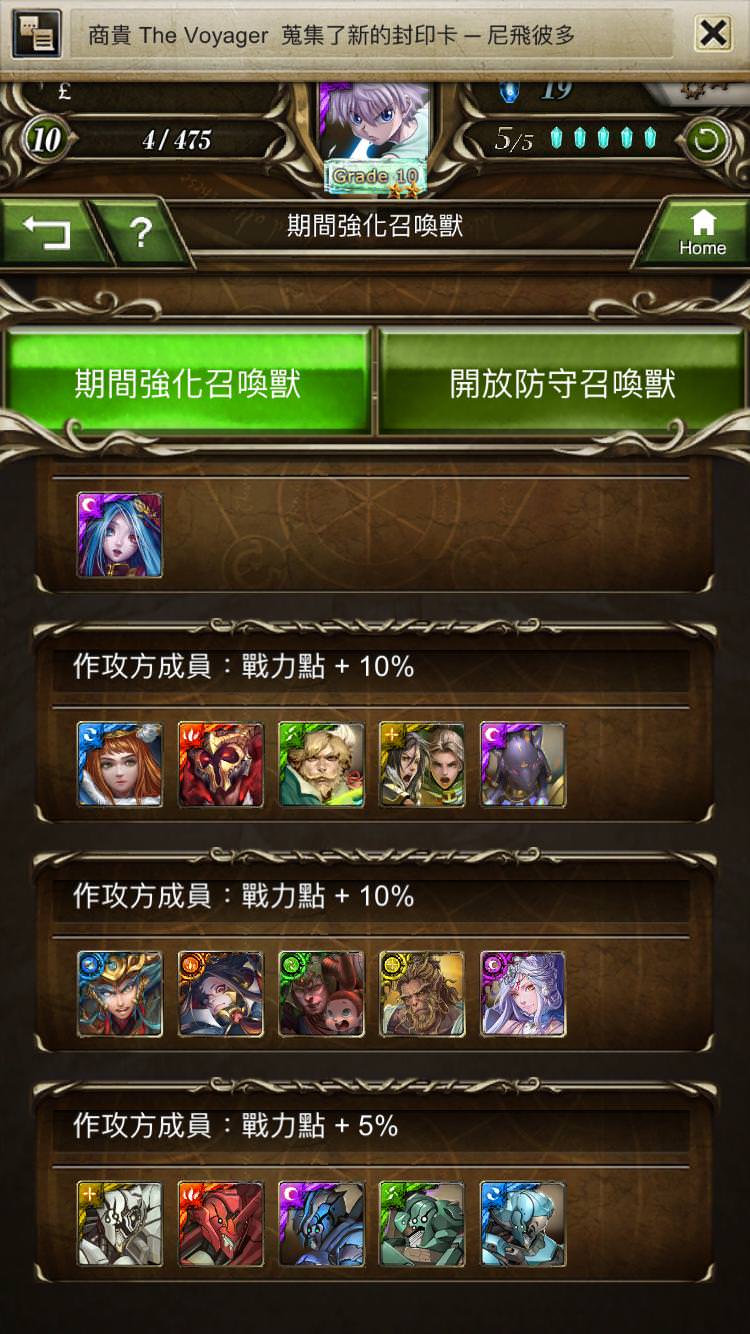 商貴 The Voyager 蒐集了新的封印卡 ─ 尼飛彼多
£
19
10
4/475
5/5
Grade 10
?
期間強化召喚獸
Home
期間強化召喚獸
開放防守召喚獸
作攻方成員：戰力點 + 10%
作攻方成員：戰力點 + 10%
作攻方成員：戰力點 + 5%